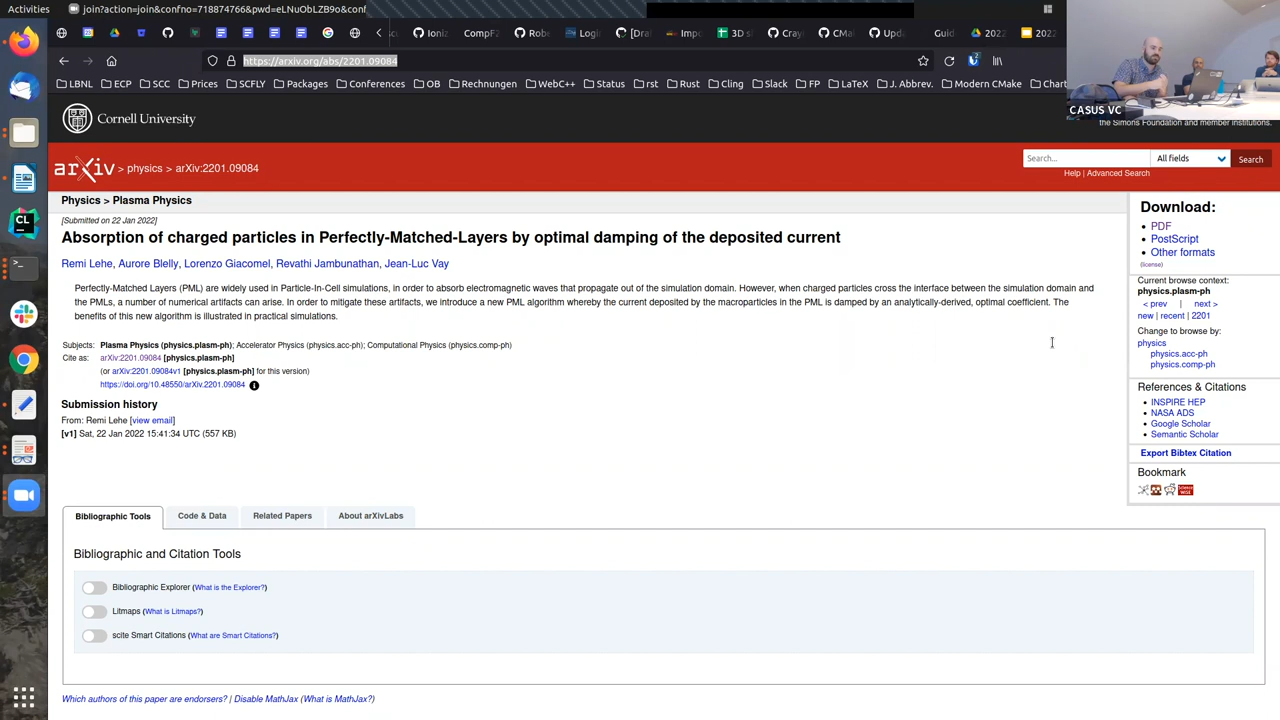 Activities
join?action=join&confno=718874766&pwd=eLNuObLZB9o&conf
Ioniz
CompF2
Robe
Login
[Dra
Impo
3D s
Cray
CMa
Upda
Guid
2022
2022
https://arxiv.org/abs/2201.09084
2
LBNL
ECP
SCC
Prices
SCFLY
Packages
Conferences
OB
Rechnungen
WebC++
Status
rst
Rust
Cling
Slack
FP
LaTeX
J. Abbrev.
Modern CMake
Chart
CASUS VC
Cornell University
the Simons Foundation and member institutions.
arXiv > physics > arXiv:2201.09084
Search...
All fields
Search
Help | Advanced Search
Physics > Plasma Physics
[Submitted on 22 Jan 2022]
Absorption of charged particles in Perfectly-Matched-Layers by optimal damping of the deposited current
Remi Lehe, Aurore Blelly, Lorenzo Giacomel, Revathi Jambunathan, Jean-Luc Vay
Perfectly-Matched Layers (PML) are widely used in Particle-In-Cell simulations, in order to absorb electromagnetic waves that propagate out of the simulation domain. However, when charged particles cross the interface between the simulation domain and
the PMLs, a number of numerical artifacts can arise. In order to mitigate these artifacts, we introduce a new PML algorithm whereby the current deposited by the macroparticles in the PML is damped by an analytically-derived, optimal coefficient. The
benefits of this new algorithm is illustrated in practical simulations.
Subjects: Plasma Physics (physics.plasm-ph); Accelerator Physics (physics.acc-ph); Computational Physics (physics.comp-ph)
Cite as: arXiv:2201.09084 [physics.plasm-ph]
(or arXiv:2201.09084v1 [physics.plasm-ph] for this version)
https://doi.org/10.48550/arXiv.2201.09084
Submission history
From: Remi Lehe [view email]
[v1] Sat, 22 Jan 2022 15:41:34 UTC (557 KB)
Download:
PDF
PostScript
Other formats
(license)
Current browse context:
physics.plasm-ph
< prev | next >
new | recent | 2201
Change to browse by:
physics
physics.acc-ph
physics.comp-ph
References & Citations
INSPIRE HEP
NASA ADS
Google Scholar
Semantic Scholar
Export Bibtex Citation
Bookmark
Bibliographic Tools
Code & Data
Related Papers
About arXivLabs
Bibliographic and Citation Tools
Bibliographic Explorer (What is the Explorer?)
Litmaps (What is Litmaps?)
scite Smart Citations (What are Smart Citations?)
Which authors of this paper are endorsers? | Disable MathJax (What is MathJax?)